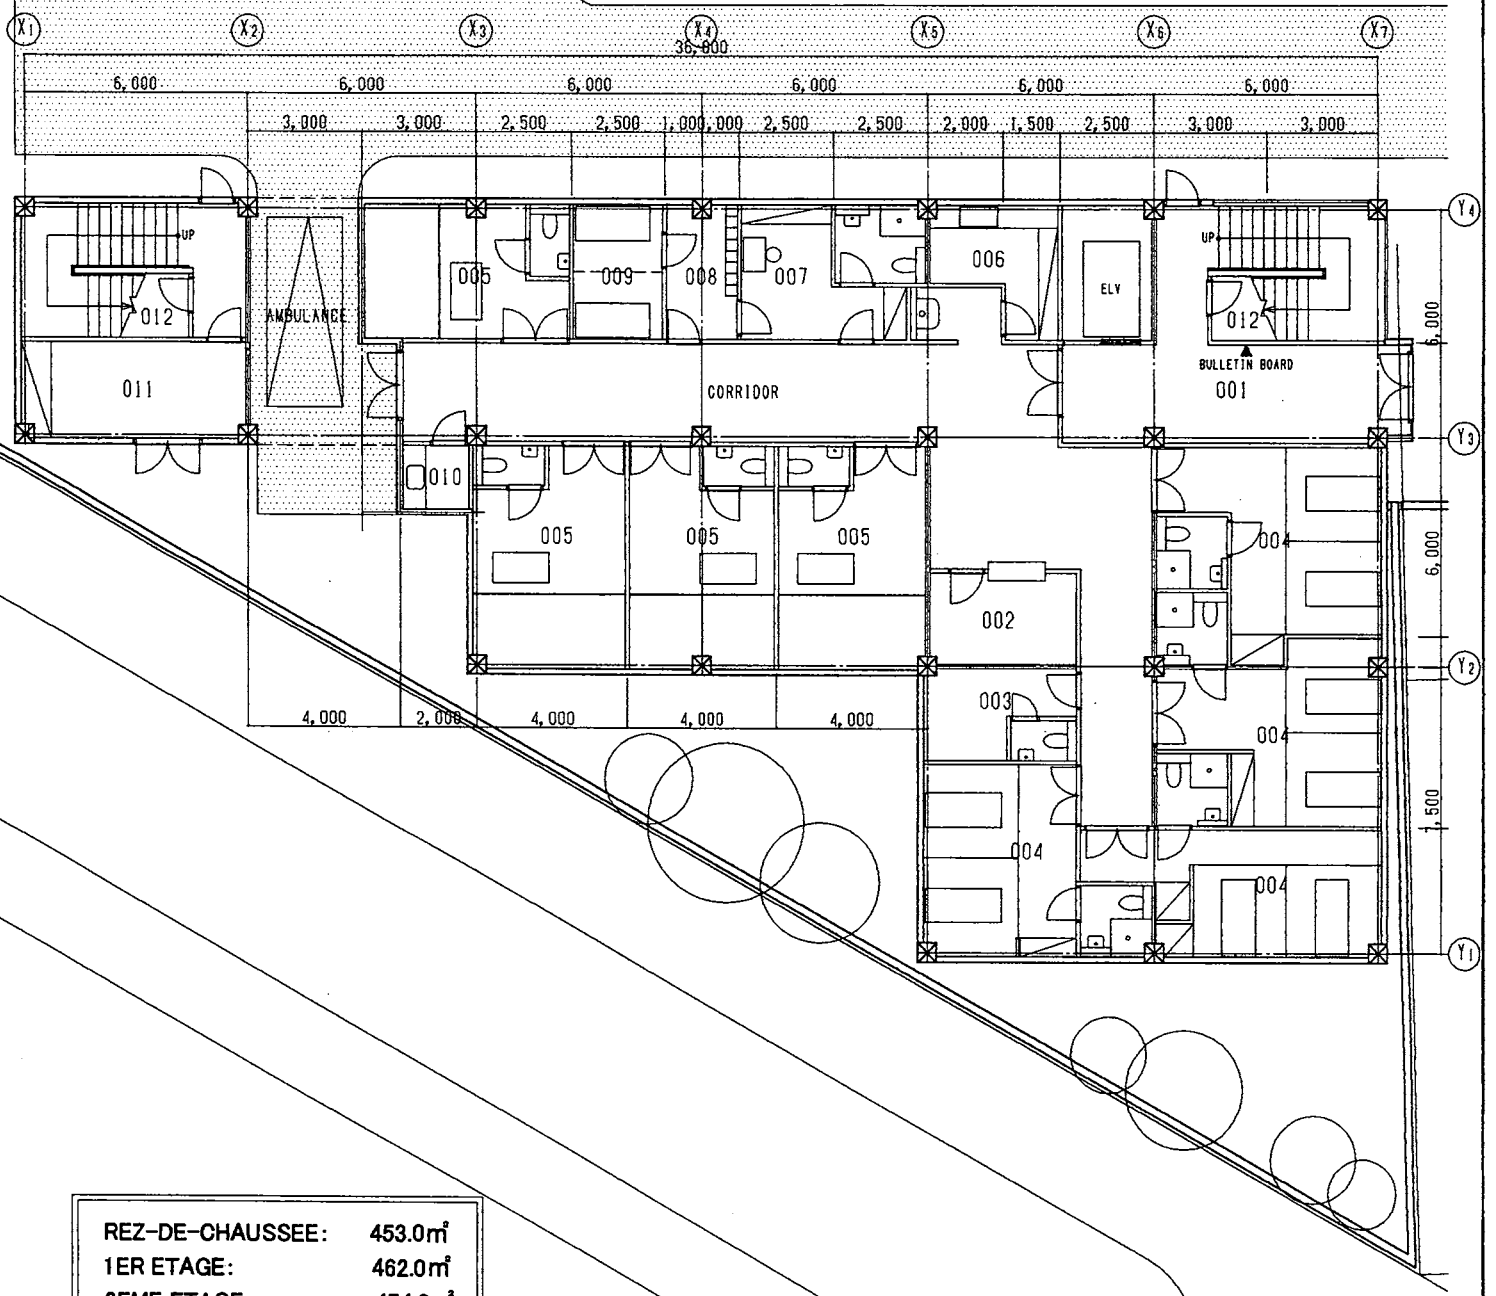 X1 X2 X3 X4 X5 X6 X7
36,000
6,000 6,000 6,000 6,000 6,000 6,000
3,000 3,000 2,500 2,500 1,000 1,000 2,500 2,500 2,000 1,500 2,500 3,000 3,000
Y4
UP
005 009 008 007 006 ELV UP
012 AMBULANCE 012
6,000
BULLETIN BOARD
011 CORRIDOR 001
Y3
010
005 005 005 004
6,000
002
Y2
003
4,000 2,000 4,000 4,000 4,000
004
7,500
004 004
Y1
REZ-DE-CHAUSSEE: 453.0㎡
1ER ETAGE: 462.0㎡